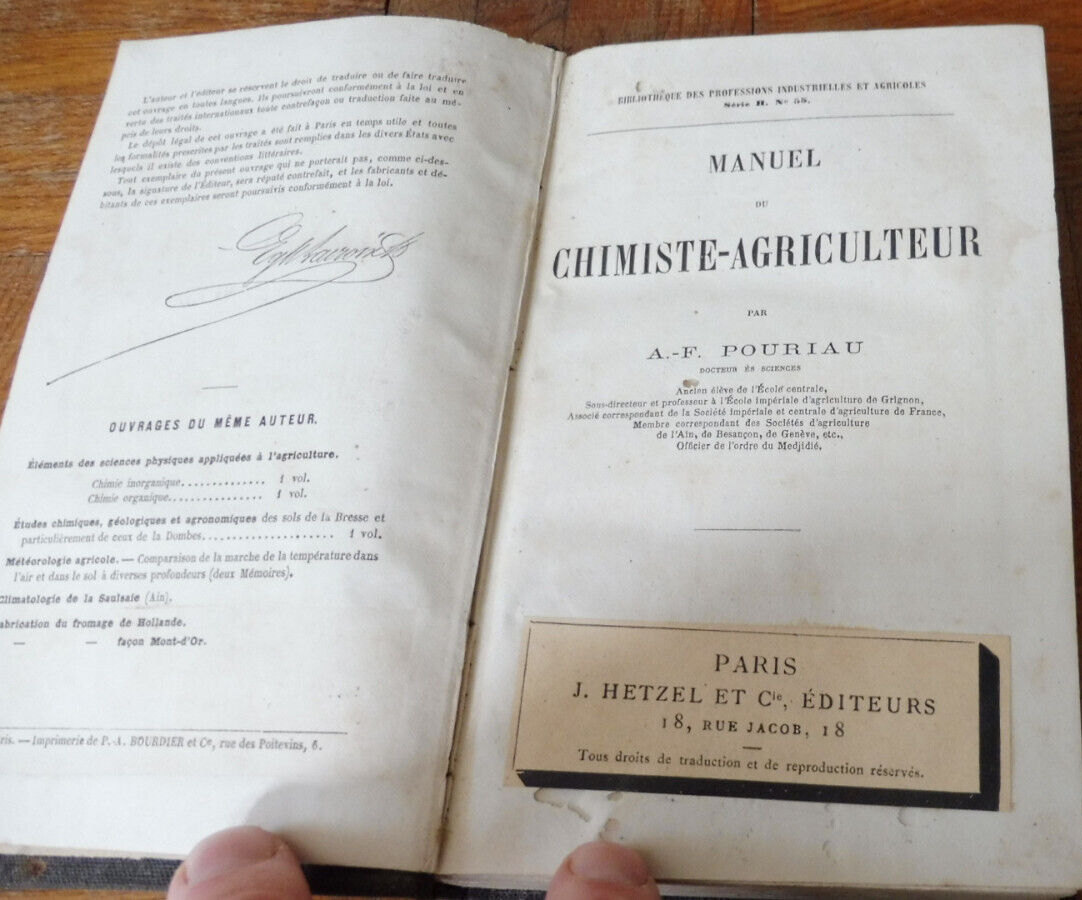 L'auteur et l'éditeur se réservent le droit de traduire ou de faire traduire
cet ouvrage en toutes langues. Ils poursuivront conformément à la loi et en
vertu des traités internationaux toute contrefaçon ou traduction faite au mé-
pris de leurs droits.
Le dépôt légal de cet ouvrage a été fait à Paris en temps utile et toutes
les formalités prescrites par les traités sont remplies dans les divers États avec
lesquels il existe des conventions littéraires.
Tout exemplaire du présent ouvrage qui ne porterait pas, comme ci-des-
sous, la signature de l'Éditeur, sera réputé contrefait, et les fabricants et dé-
bitants de ces exemplaires seront poursuivis conformément à la loi.
OUVRAGES DU MÊME AUTEUR.
Éléments des sciences physiques appliquées à l'agriculture.
Chimie inorganique.............. 1 vol.
Chimie organique................ 1 vol.
Études chimiques, géologiques et agronomiques des sols de la Bresse et
particulièrement de ceux de la Dombes.................... 1 vol.
Météorologie agricole. — Comparaison de la marche de la température dans
l'air et dans le sol à diverses profondeurs (deux Mémoires).
Climatologie de la Saulsaie (Ain).
abrication du fromage de Hollande.
— — façon Mont-d'Or.
ris. — Imprimerie de P.-A. BOURDIER et Cie, rue des Poitevins, 6.
BIBLIOTHÈQUE DES PROFESSIONS INDUSTRIELLES ET AGRICOLES
Série H. No 55.
MANUEL
DU
CHIMISTE-AGRICULTEUR
PAR
A.-F. POURIAU
DOCTEUR ÈS SCIENCES
Ancien élève de l'École centrale,
Sous-directeur et professeur à l'École impériale d'agriculture de Grignon,
Associé correspondant de la Société impériale et centrale d'agriculture de France,
Membre correspondant des Sociétés d'agriculture
de l'Ain, de Besançon, de Genève, etc.,
Officier de l'ordre du Medjidié.
PARIS
J. HETZEL ET Cie, ÉDITEURS
18, RUE JACOB, 18
Tous droits de traduction et de reproduction réservés.